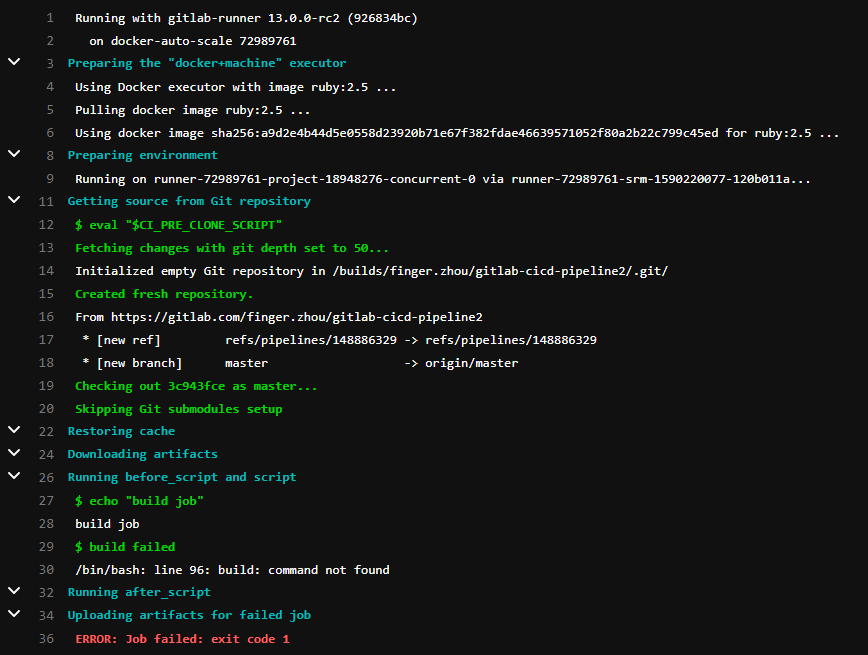 1 Running with gitlab-runner 13.0.0-rc2 (926834bc)
2 on docker-auto-scale 72989761
3 Preparing the "docker+machine" executor
4 Using Docker executor with image ruby:2.5 ...
5 Pulling docker image ruby:2.5 ...
6 Using docker image sha256:a9d2e4b44d5e0558d23920b71e67f382fdae46639571052f80a2b22c799c45ed for ruby:2.5 ...
8 Preparing environment
9 Running on runner-72989761-project-18948276-concurrent-0 via runner-72989761-srm-1590220077-120b011a...
11 Getting source from Git repository
12 $ eval "$CI_PRE_CLONE_SCRIPT"
13 Fetching changes with git depth set to 50...
14 Initialized empty Git repository in /builds/finger.zhou/gitlab-cicd-pipeline2/.git/
15 Created fresh repository.
16 From https://gitlab.com/finger.zhou/gitlab-cicd-pipeline2
17 * [new ref] refs/pipelines/148886329 -> refs/pipelines/148886329
18 * [new branch] master -> origin/master
19 Checking out 3c943fce as master...
20 Skipping Git submodules setup
22 Restoring cache
24 Downloading artifacts
26 Running before_script and script
27 $ echo "build job"
28 build job
29 $ build failed
30 /bin/bash: line 96: build: command not found
32 Running after_script
34 Uploading artifacts for failed job
36 ERROR: Job failed: exit code 1